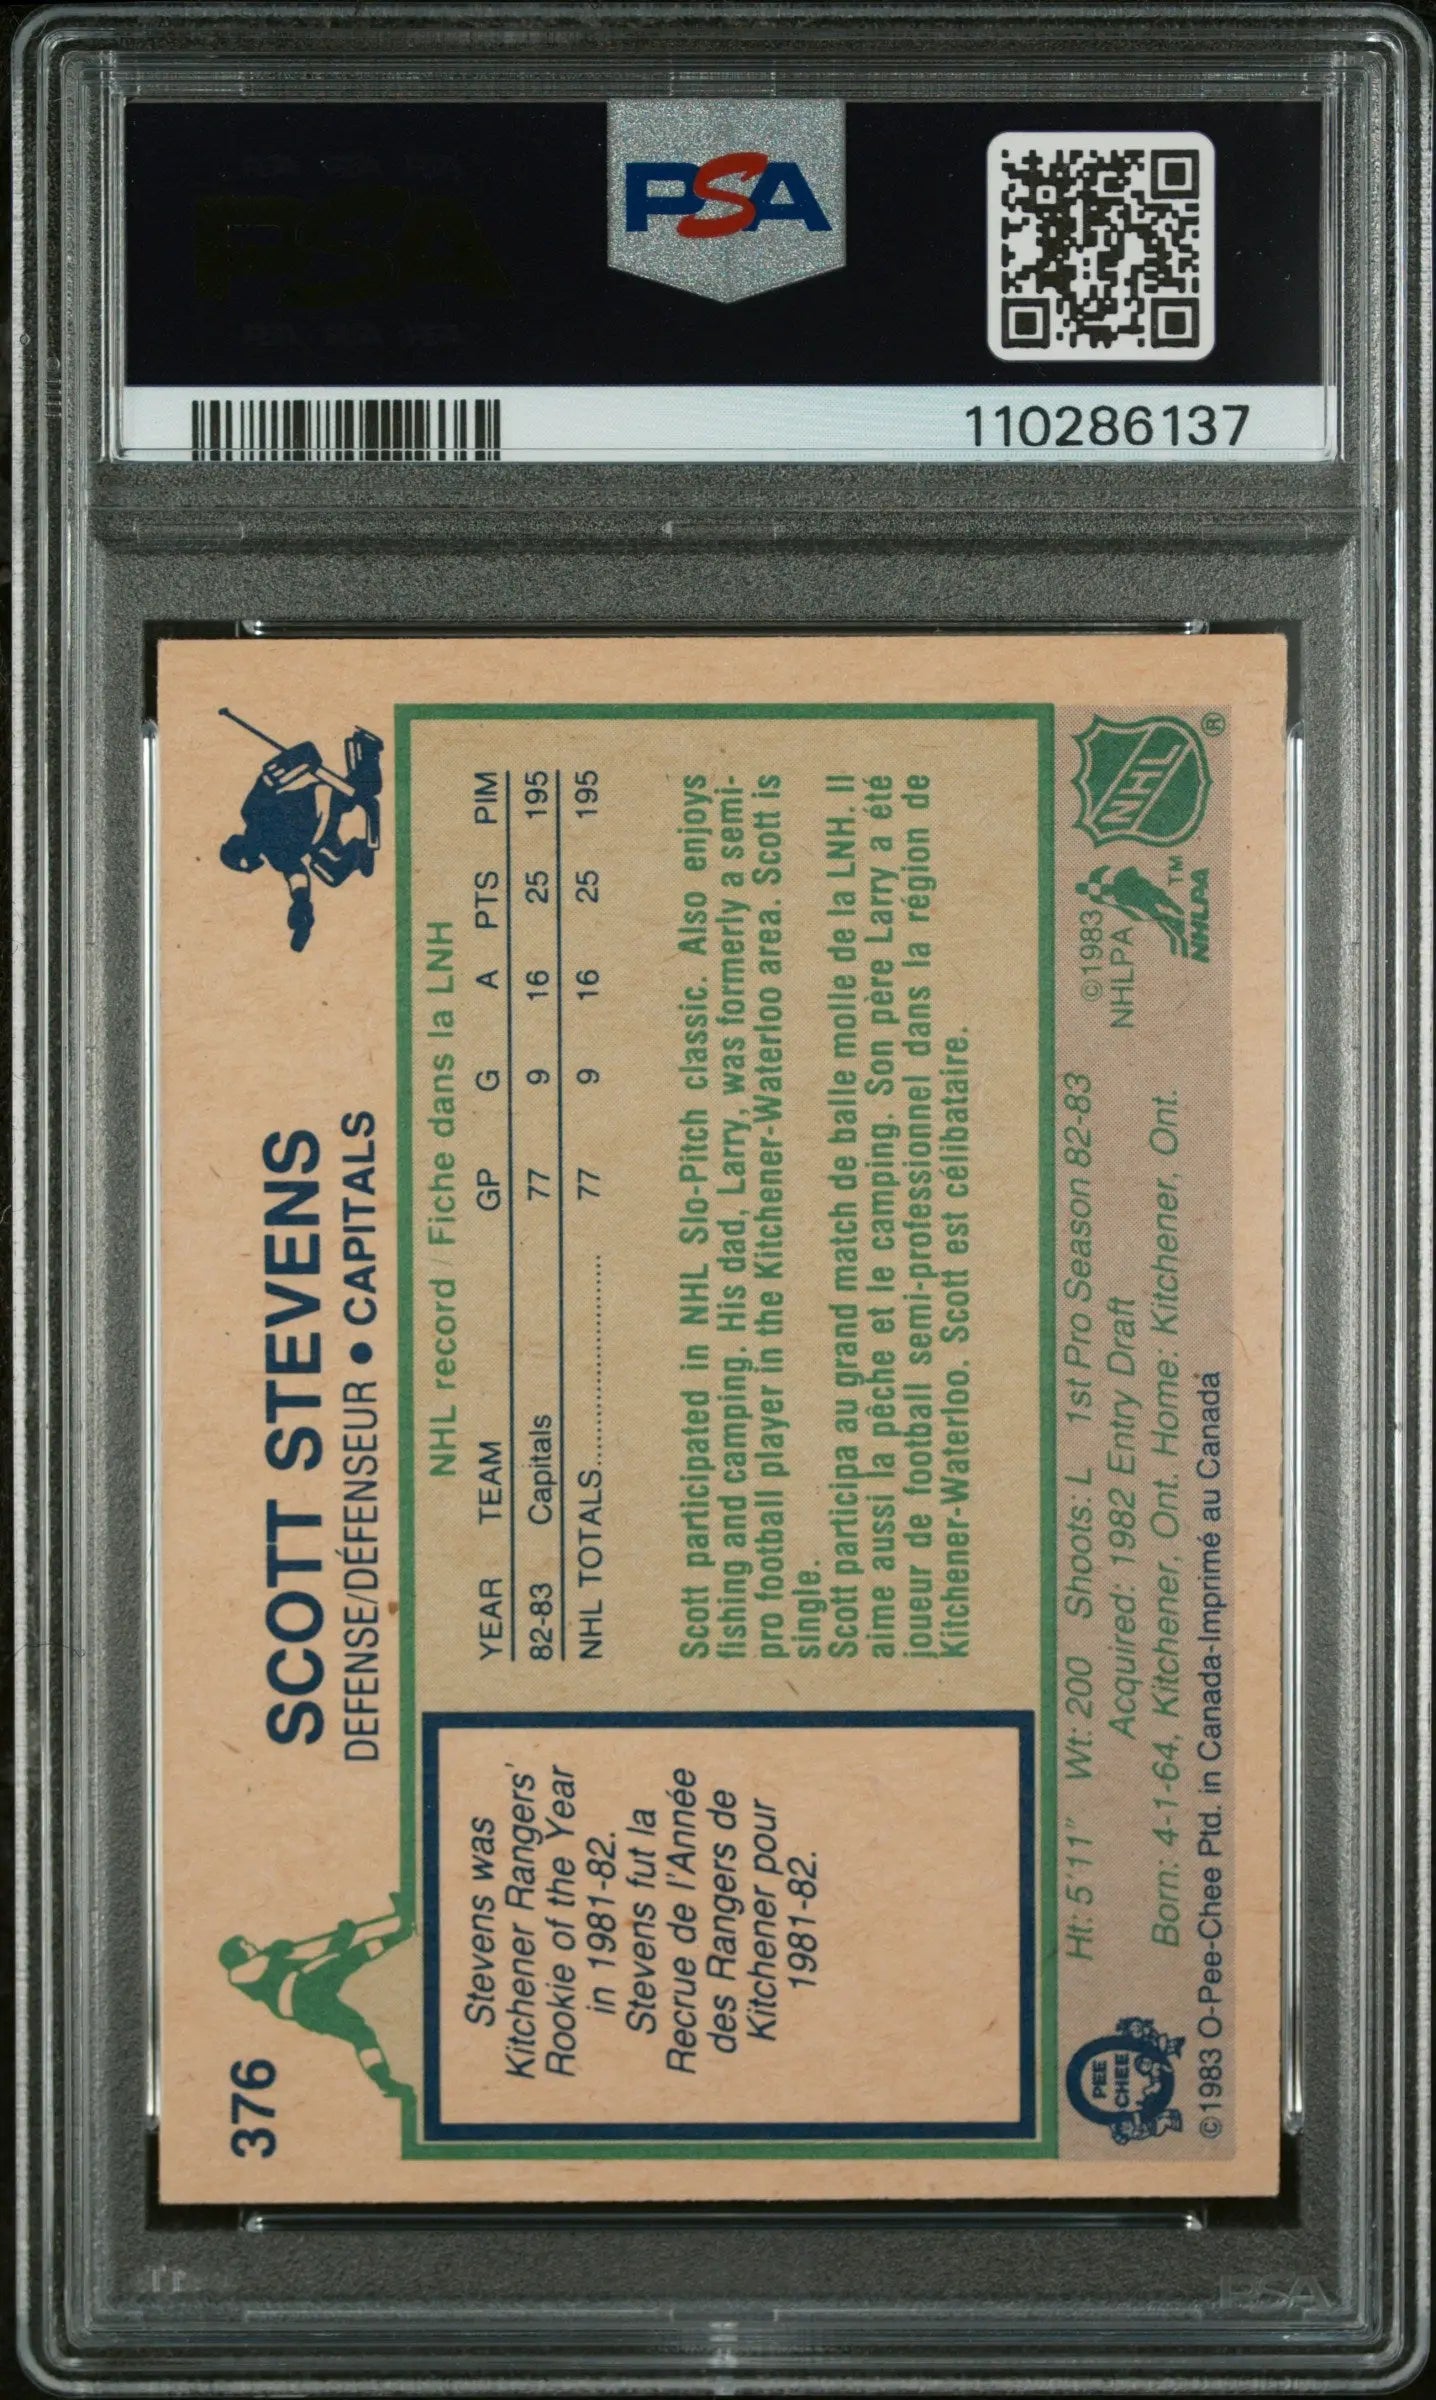 PSA
110286137
376
SCOTT STEVENS
DEFENSE/DÉFENSEUR • CAPITALS
NHL record / Fiche dans la LNH
YEAR TEAM GP G A PTS PIM
82-83 Capitals 77 9 16 25 195
NHL TOTALS.................. 77 9 16 25 195
Scott participated in NHL Slo-Pitch classic. Also enjoys
fishing and camping. His dad, Larry, was formerly a semi-
pro football player in the Kitchener-Waterloo area. Scott is
single.
Scott participa au grand match de balle molle de la LNH. Il
aime aussi la pêche et le camping. Son père Larry a été
joueur de football semi-professionnel dans la région de
Kitchener-Waterloo. Scott est célibataire.
Stevens was
Kitchener Rangers'
Rookie of the Year
in 1981-82.
Stevens fut la
Recrue de l'Année
des Rangers de
Kitchener pour
1981-82.
Ht: 5'11" Wt: 200 Shoots: L 1st Pro Season 82-83
Acquired: 1982 Entry Draft
Born: 4-1-64, Kitchener, Ont. Home: Kitchener, Ont.
©1983 O-Pee-Chee Ptd. in Canada-Imprimé au Canada
O
PEE
CHEE
©1983
NHLPA
NHLPA™
NHL®
PSA